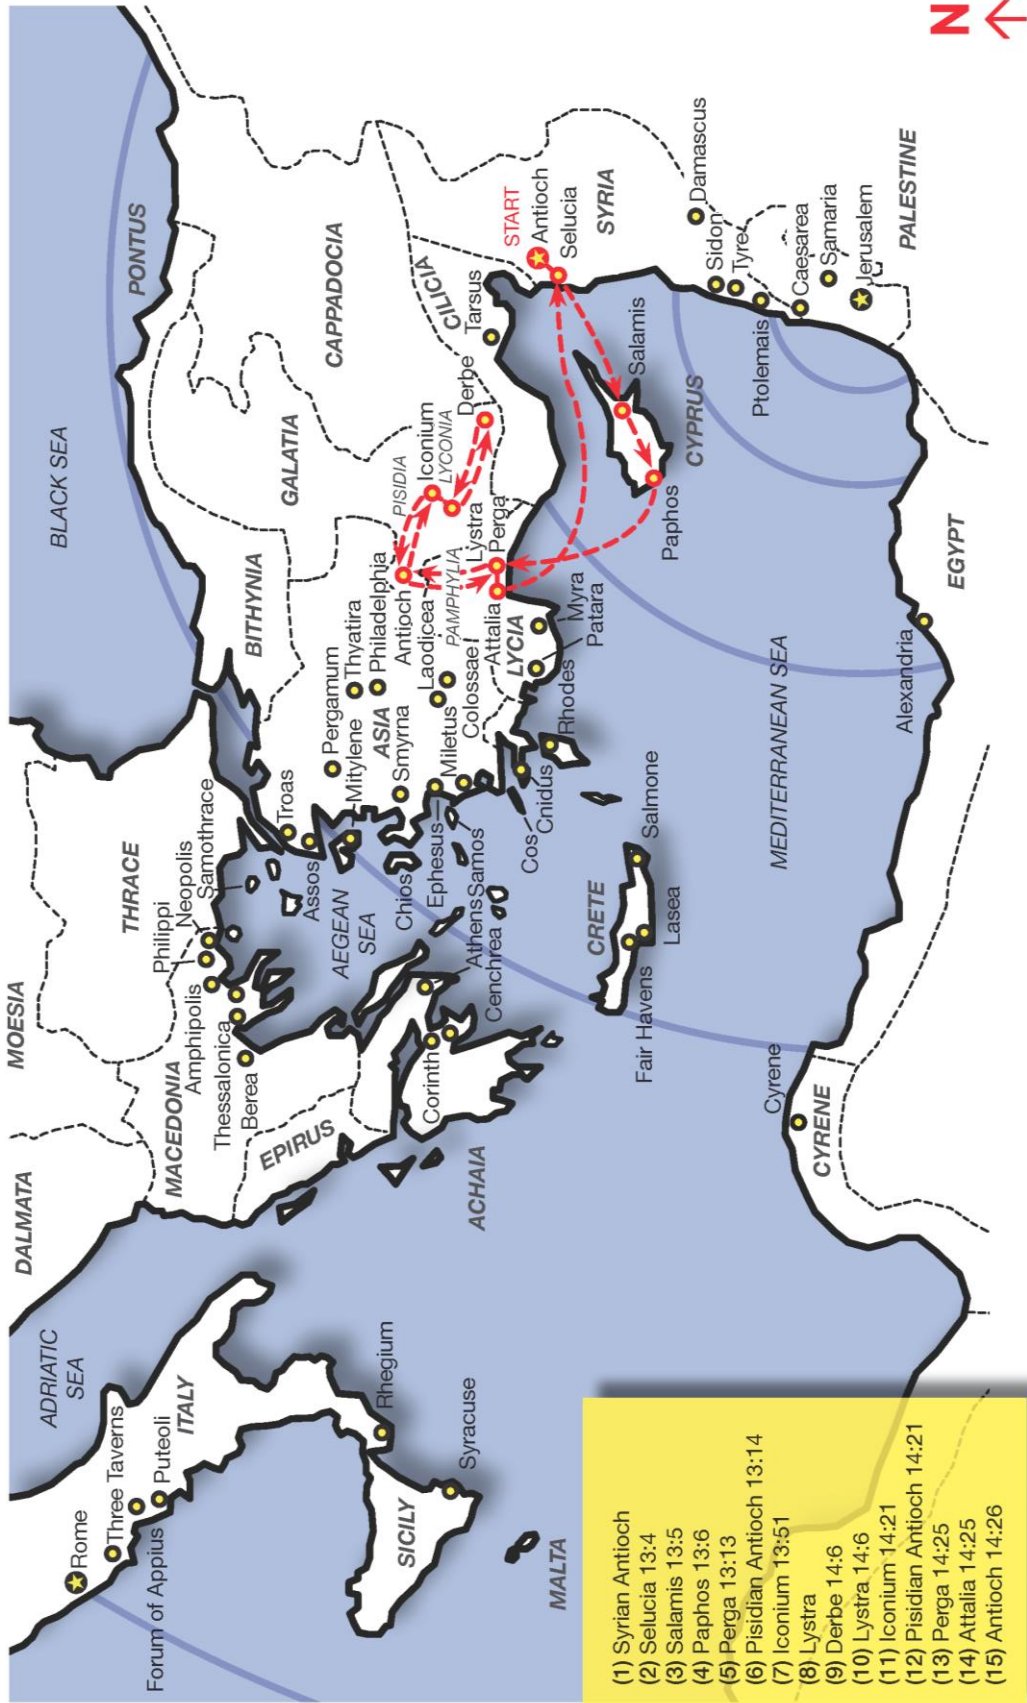 BLACK SEA
PONTUS
MOESIA
DALMATA
ADRIATIC
SEA
THRACE
MACEDONIA
BITHYNIA
GALATIA
CAPPADOCIA
Rome
Three Taverns
Forum of Appius
Puteoli
ITALY
Philippi
Neopolis
Samothrace
Amphipolis
Thessalonica
Berea
EPIRUS
Troas
Assos
AEGEAN
SEA
Pergamum
Mitylene
Thyatira
ASIA
Philadelphia
Smyrna
Antioch
PISIDIA
Iconium
LYCONIA
Derbe
CILICIA
Tarsus
START
Antioch
Selucia
SYRIA
Chios
Ephesus
Laodicea
PAMPHYLIA
Lystra
Perga
Attalia
Colossae
Miletus
Samos
Athens
Cenchrea
Corinth
ACHAIA
Rhegium
SICILY
Syracuse
MALTA
Cos
Cnidus
Rhodes
LYCIA
Myra
Patara
CRETE
Salmone
Fair Havens
Lasea
Salamis
CYPRUS
Paphos
Sidon
Tyre
Damascus
Ptolemais
Caesarea
Samaria
Jerusalem
PALESTINE
MEDITERRANEAN SEA
Cyrene
CYRENE
Alexandria
EGYPT
N
(1) Syrian Antioch
(2) Selucia 13:4
(3) Salamis 13:5
(4) Paphos 13:6
(5) Perga 13:13
(6) Pisidian Antioch 13:14
(7) Iconium 13:51
(8) Lystra
(9) Derbe 14:6
(10) Lystra 14:6
(11) Iconium 14:21
(12) Pisidian Antioch 14:21
(13) Perga 14:25
(14) Attalia 14:25
(15) Antioch 14:26